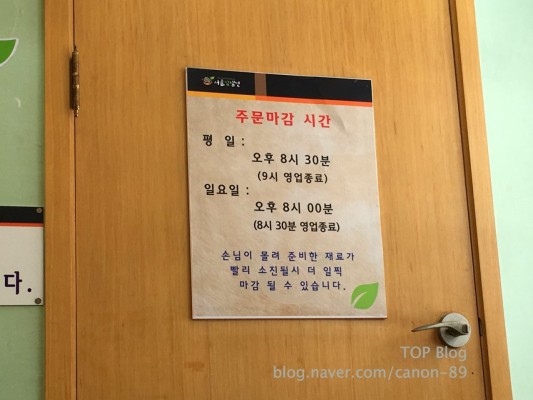 주문마감 시간
평 일 :
오후 8시 30분
(9시 영업종료)
일요일 :
오후 8시 00분
(8시 30분 영업종료)
손님이 몰려 준비한 재료가
빨리 소진될시 더 일찍
마감 될 수 있습니다.
다.
TOP Blog
blog.naver.com/canon-89